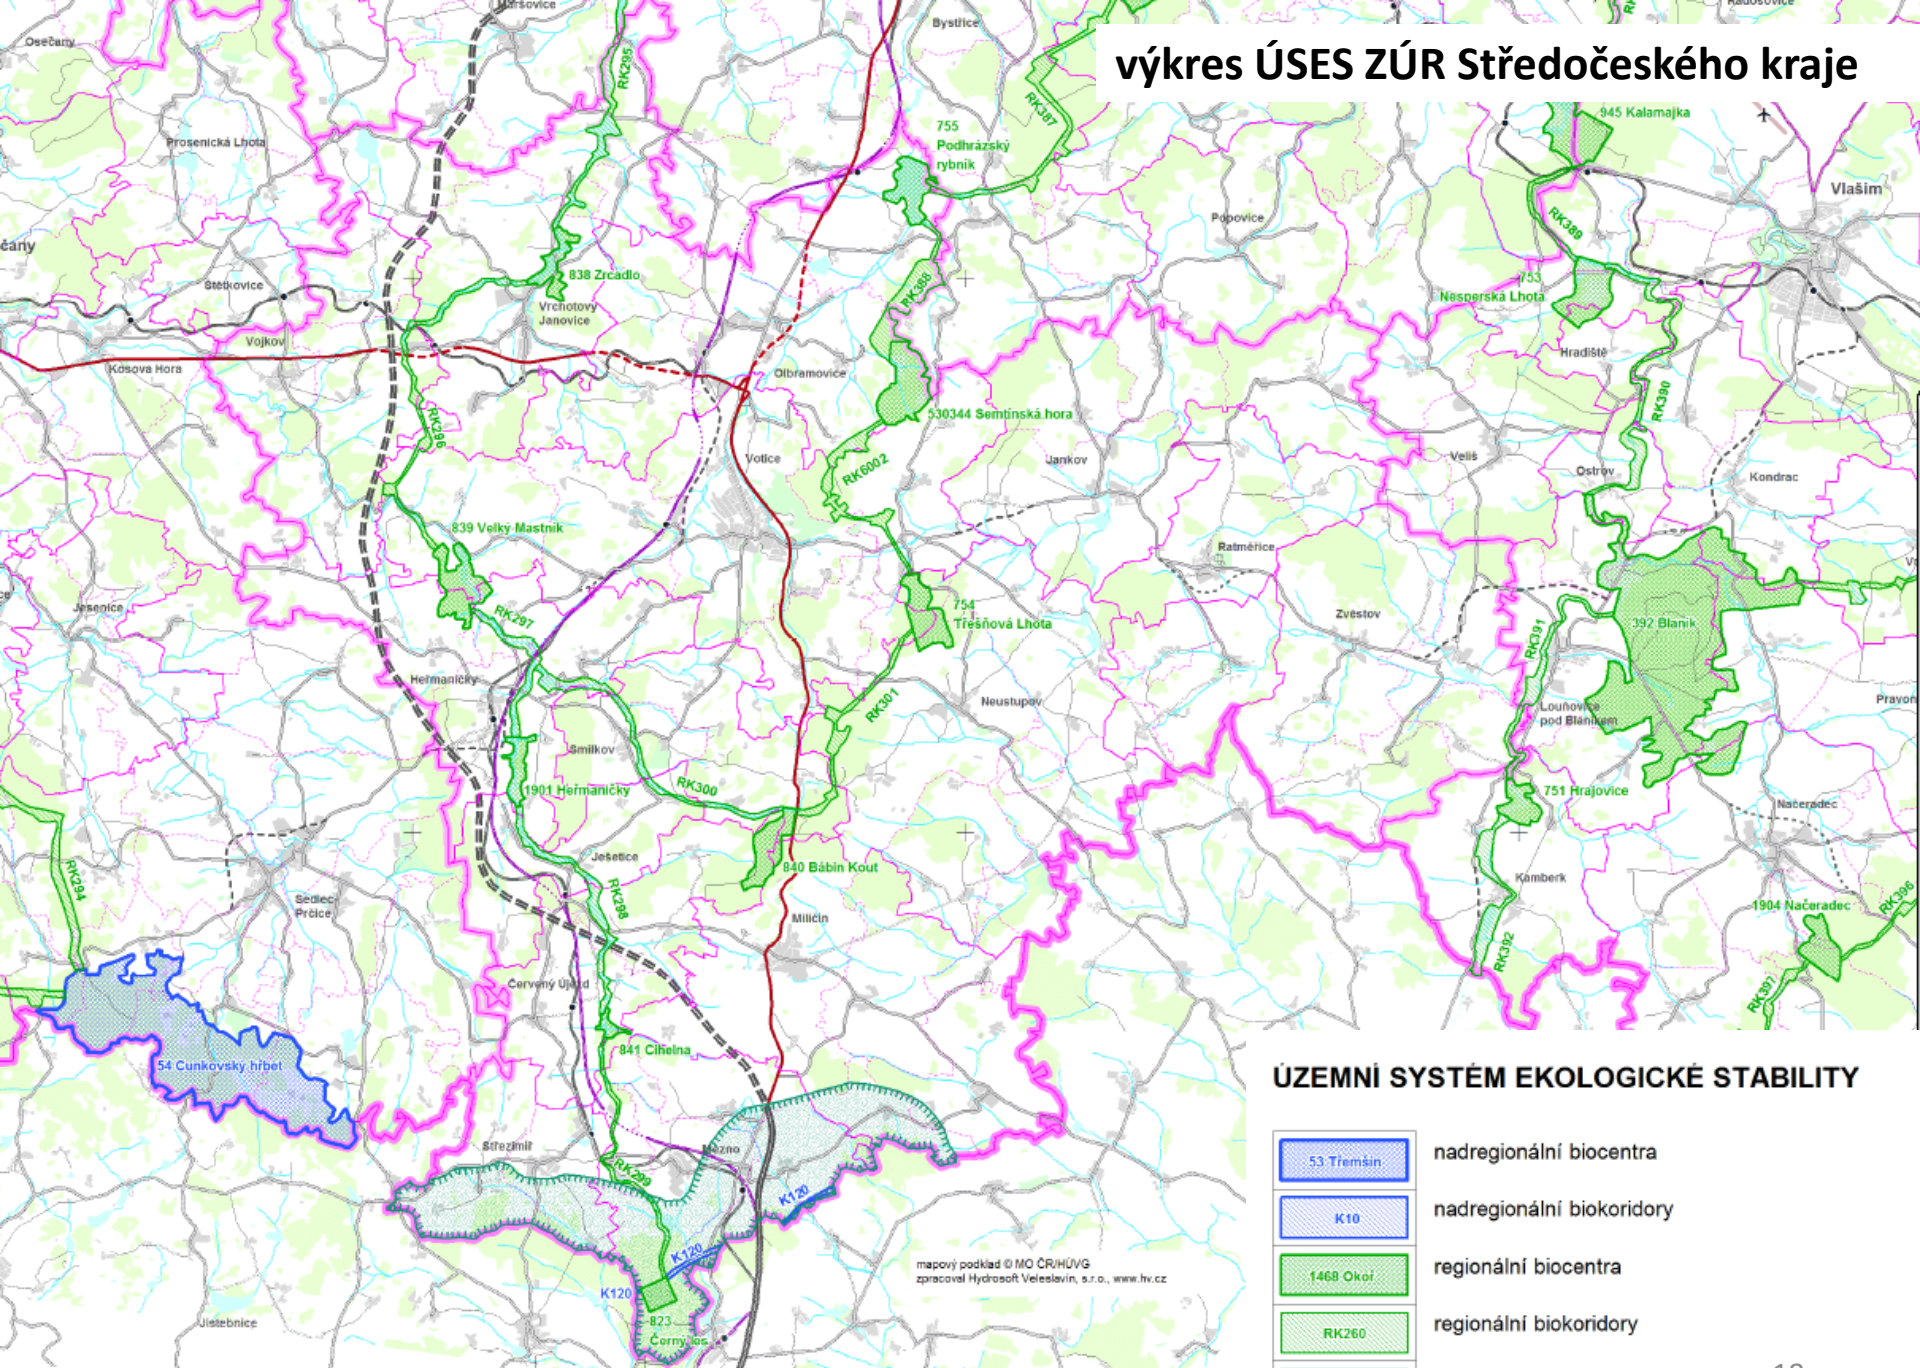 výkres ÚSES ZÚR Středočeského kraje
Maršovice
Bystřice
Osečany
RK295
RK387
945 Kalamajka
Prosenická Lhota
755
Podhrázský
rybník
Vlašim
Popovice
RK389
838 Zrcadlo
Štětkovice
Vrchotovy
Janovice
RK388
753
Nesperská Lhota
Vojkov
Kosova Hora
Olbramovice
Hradiště
RK390
RK296
530344 Semtínská hora
Votice
RK6002
Jankov
Veliš
Ostrov
Kondrac
839 Velký Mastník
Ratměřice
Jesenice
RK297
754
Třešňová Lhota
Zvěstov
RK391
392 Blaník
Heřmaničky
RK301
Neustupov
Louňovice
pod Blaníkem
Pravon
Smilkov
RK300
1901 Heřmaničky
751 Hrajovice
Načeradec
Ješetice
840 Bábin Kout
RK294
RK298
Kamberk
Sedlec-
Prčice
Miličín
1904 Načeradec
RK396
RK392
Červený Újezd
RK397
841 Cihelna
54 Čunkovský hřbet
Střezimíř
Mezno
RK299
K120
K120
K120
823
Černý les
Jistebnice
mapový podklad © MO ČR/HÚVG
zpracoval Hydrosoft Veleslavín, s.r.o., www.hv.cz
ÚZEMNÍ SYSTÉM EKOLOGICKÉ STABILITY
53 Třemšín
nadregionální biocentra
K10
nadregionální biokoridory
1468 Okoř
regionální biocentra
RK260
regionální biokoridory